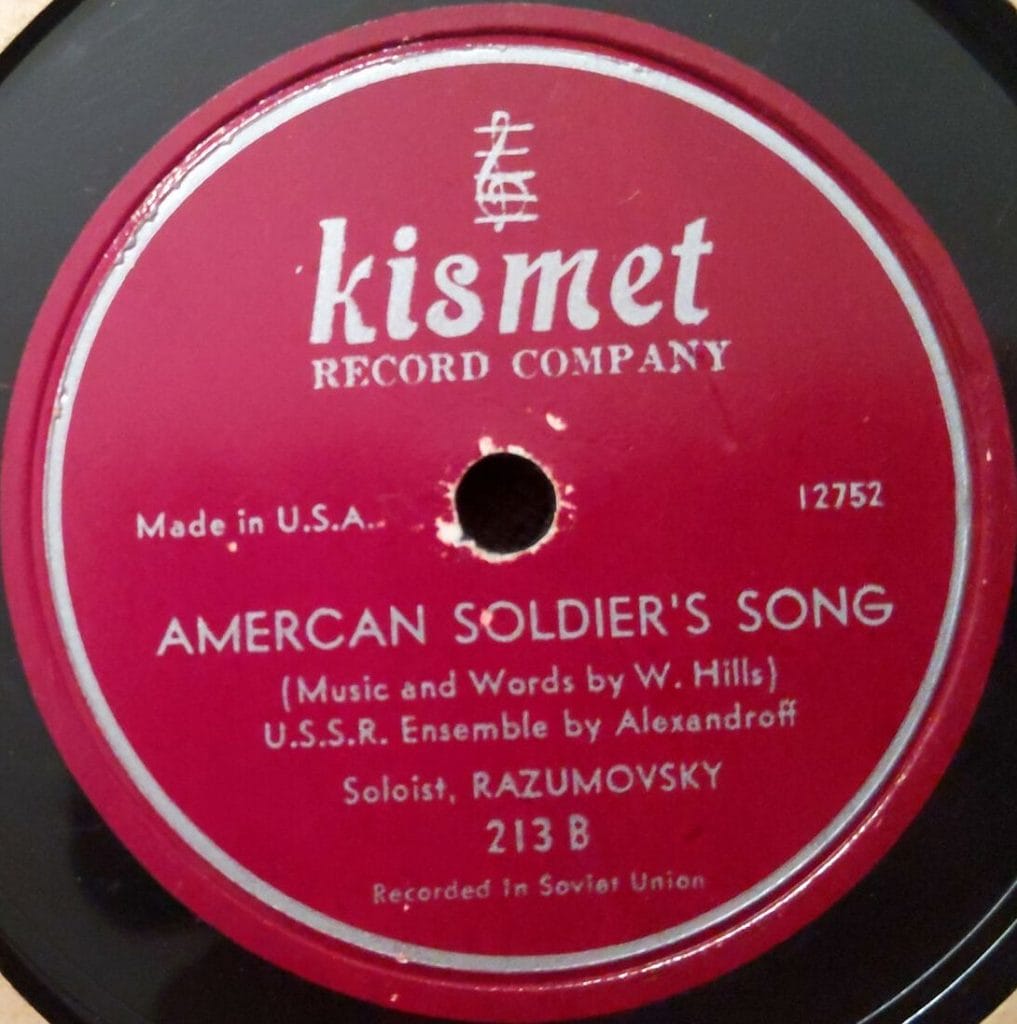 kismet
RECORD COMPANY
Made in U.S.A.
12752
AMERCAN SOLDIER'S SONG
(Music and Words by W. Hills)
U.S.S.R. Ensemble by Alexandroff
Soloist, RAZUMOVSKY
213 B
Recorded in Soviet Union